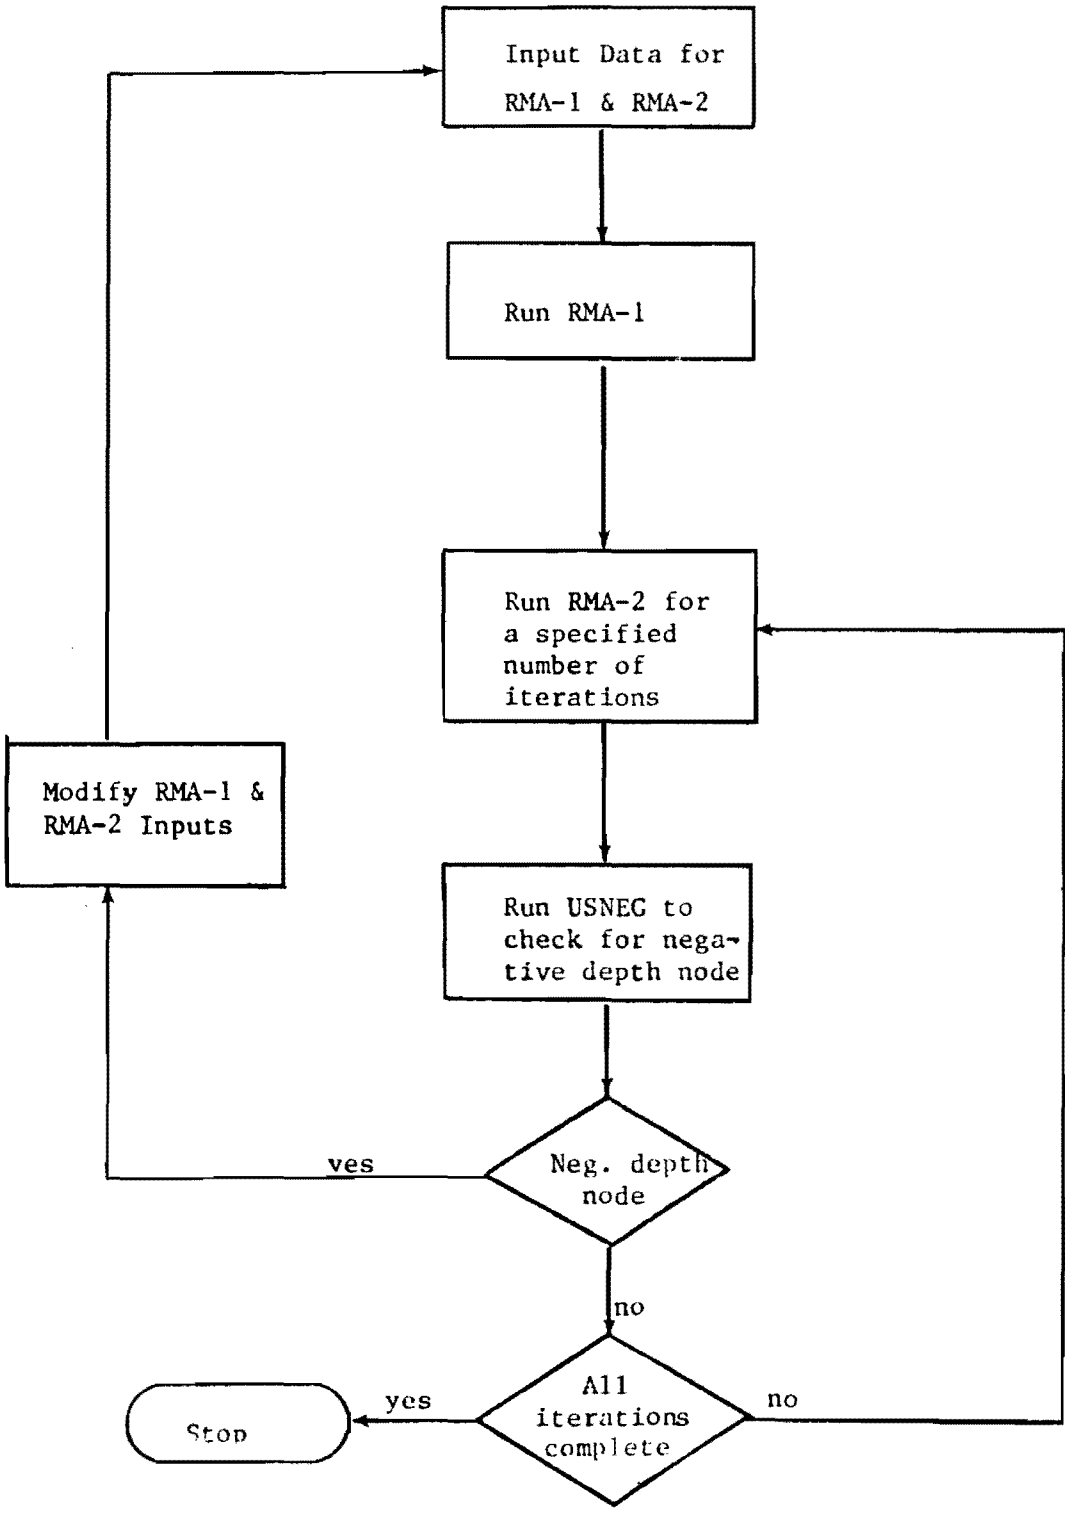 Input Data for
RMA-1 & RMA-2
Run RMA-1
Run RMA-2 for
a specified
number of
iterations
Modify RMA-1 &
RMA-2 Inputs
Run USNEG to
check for nega-
tive depth node
yes
Neg. depth
node
no
All
iterations
complete
yes
no
Stop